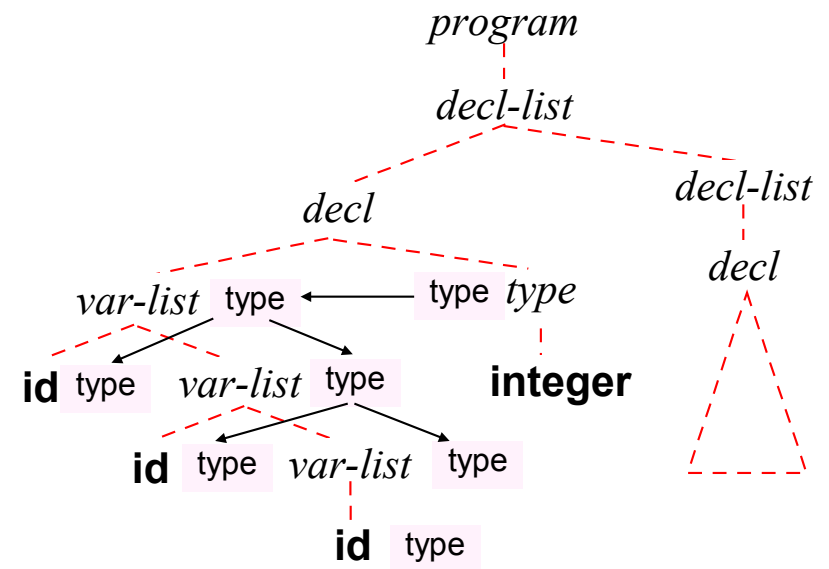 program
decl-list
decl-list
decl
decl
var-list type type type
id type var-list type integer
id type var-list type
id type